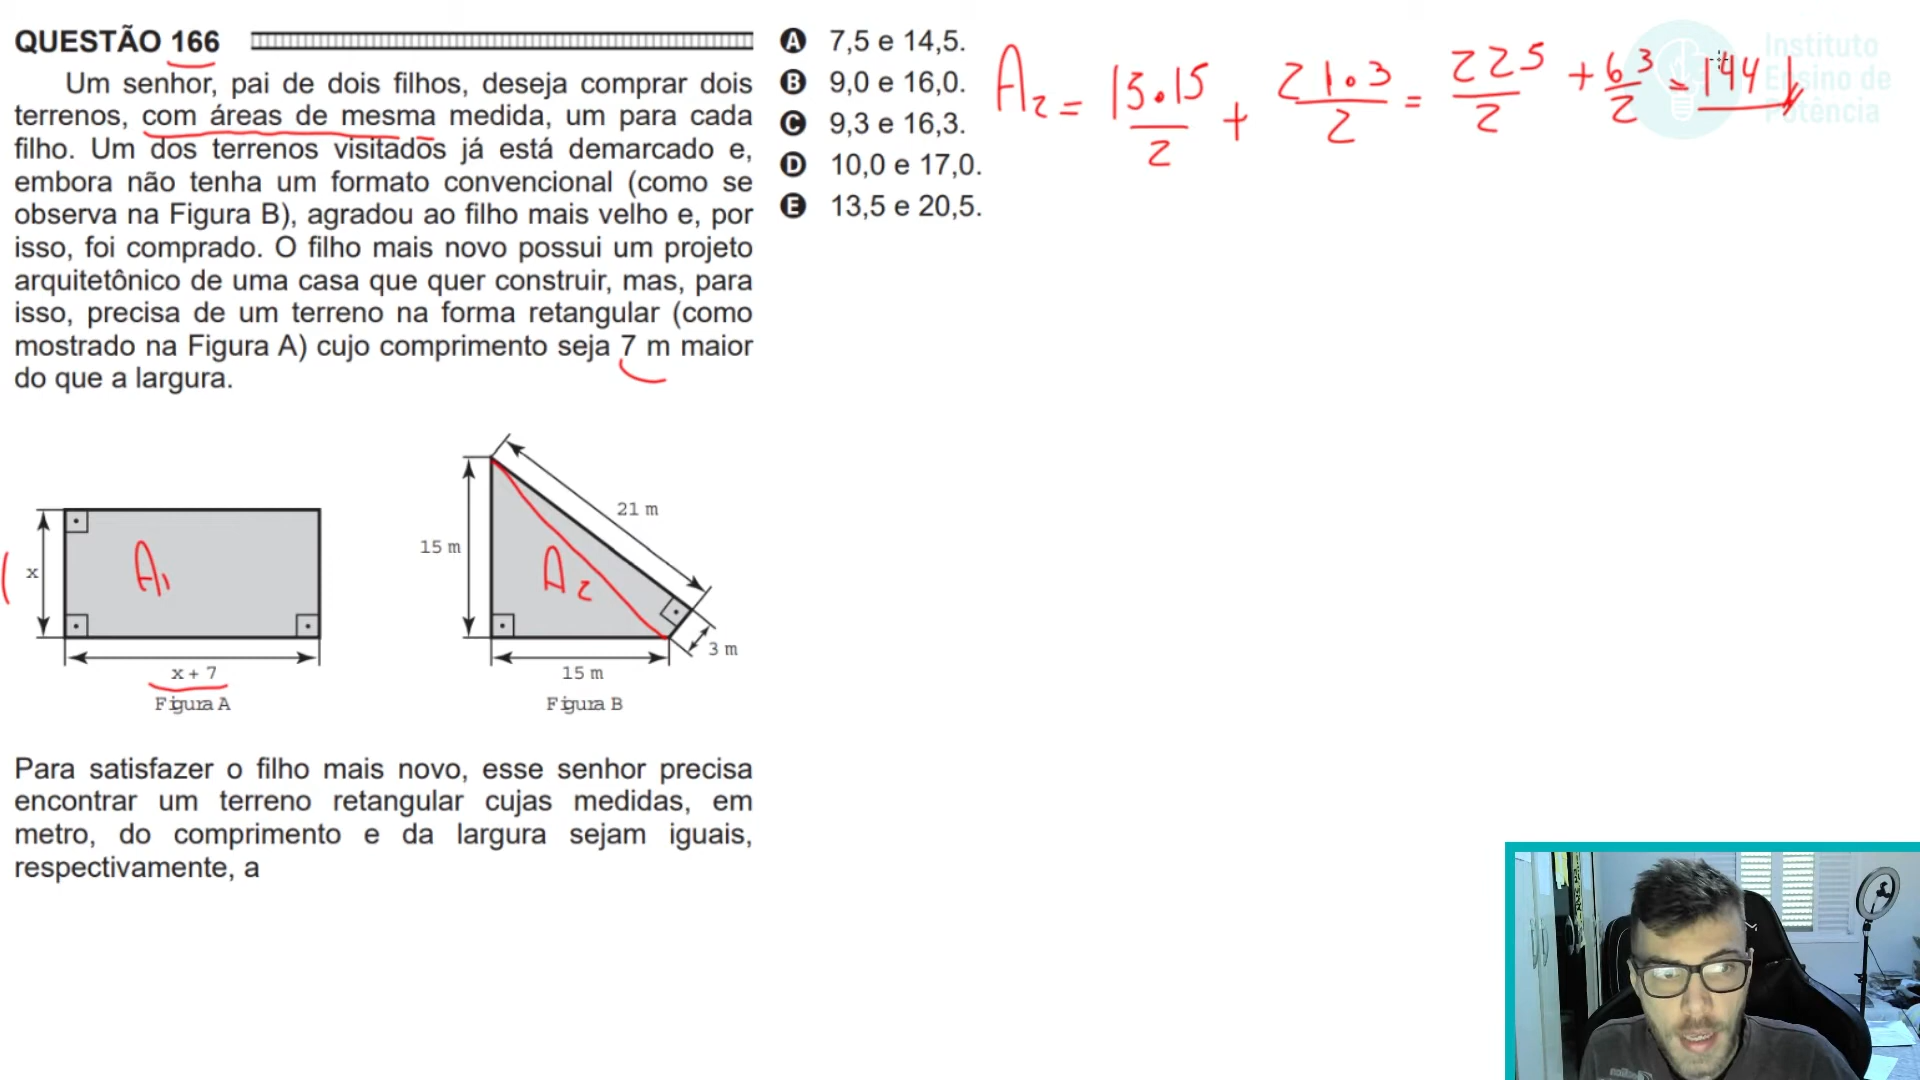 QUESTÃO 166
Um senhor, pai de dois filhos, deseja comprar dois
terrenos, com áreas de mesma medida, um para cada
filho. Um dos terrenos visitados já está demarcado e,
embora não tenha um formato convencional (como se
observa na Figura B), agradou ao filho mais velho e, por
isso, foi comprado. O filho mais novo possui um projeto
arquitetônico de uma casa que quer construir, mas, para
isso, precisa de um terreno na forma retangular (como
mostrado na Figura A) cujo comprimento seja 7 m maior
do que a largura.
x
A1
x + 7
Figura A
15 m
21 m
A2
3 m
15 m
Figura B
Para satisfazer o filho mais novo, esse senhor precisa
encontrar um terreno retangular cujas medidas, em
metro, do comprimento e da largura sejam iguais,
respectivamente, a
A 7,5 e 14,5.
B 9,0 e 16,0.
C 9,3 e 16,3.
D 10,0 e 17,0.
E 13,5 e 20,5.
A2 = 15.15/2 + 21.3/2 = 225/2 + 63/2 = 144
Instituto
Ensino de
Potência